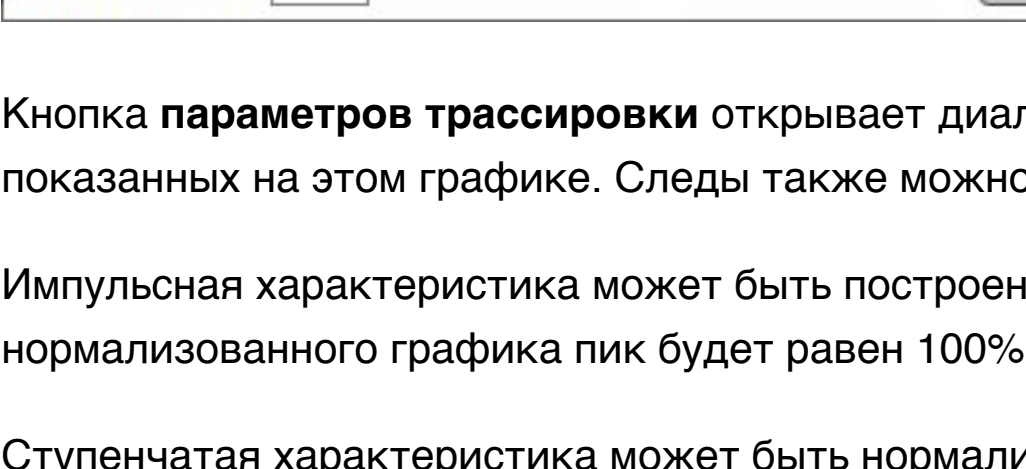 Кнопка параметров трассировки открывает диал
показанных на этом графике. Следы также можно
Импульсная характеристика может быть построен
нормализованного графика пик будет равен 100%
Ступенчатая характеристика может быть нормали